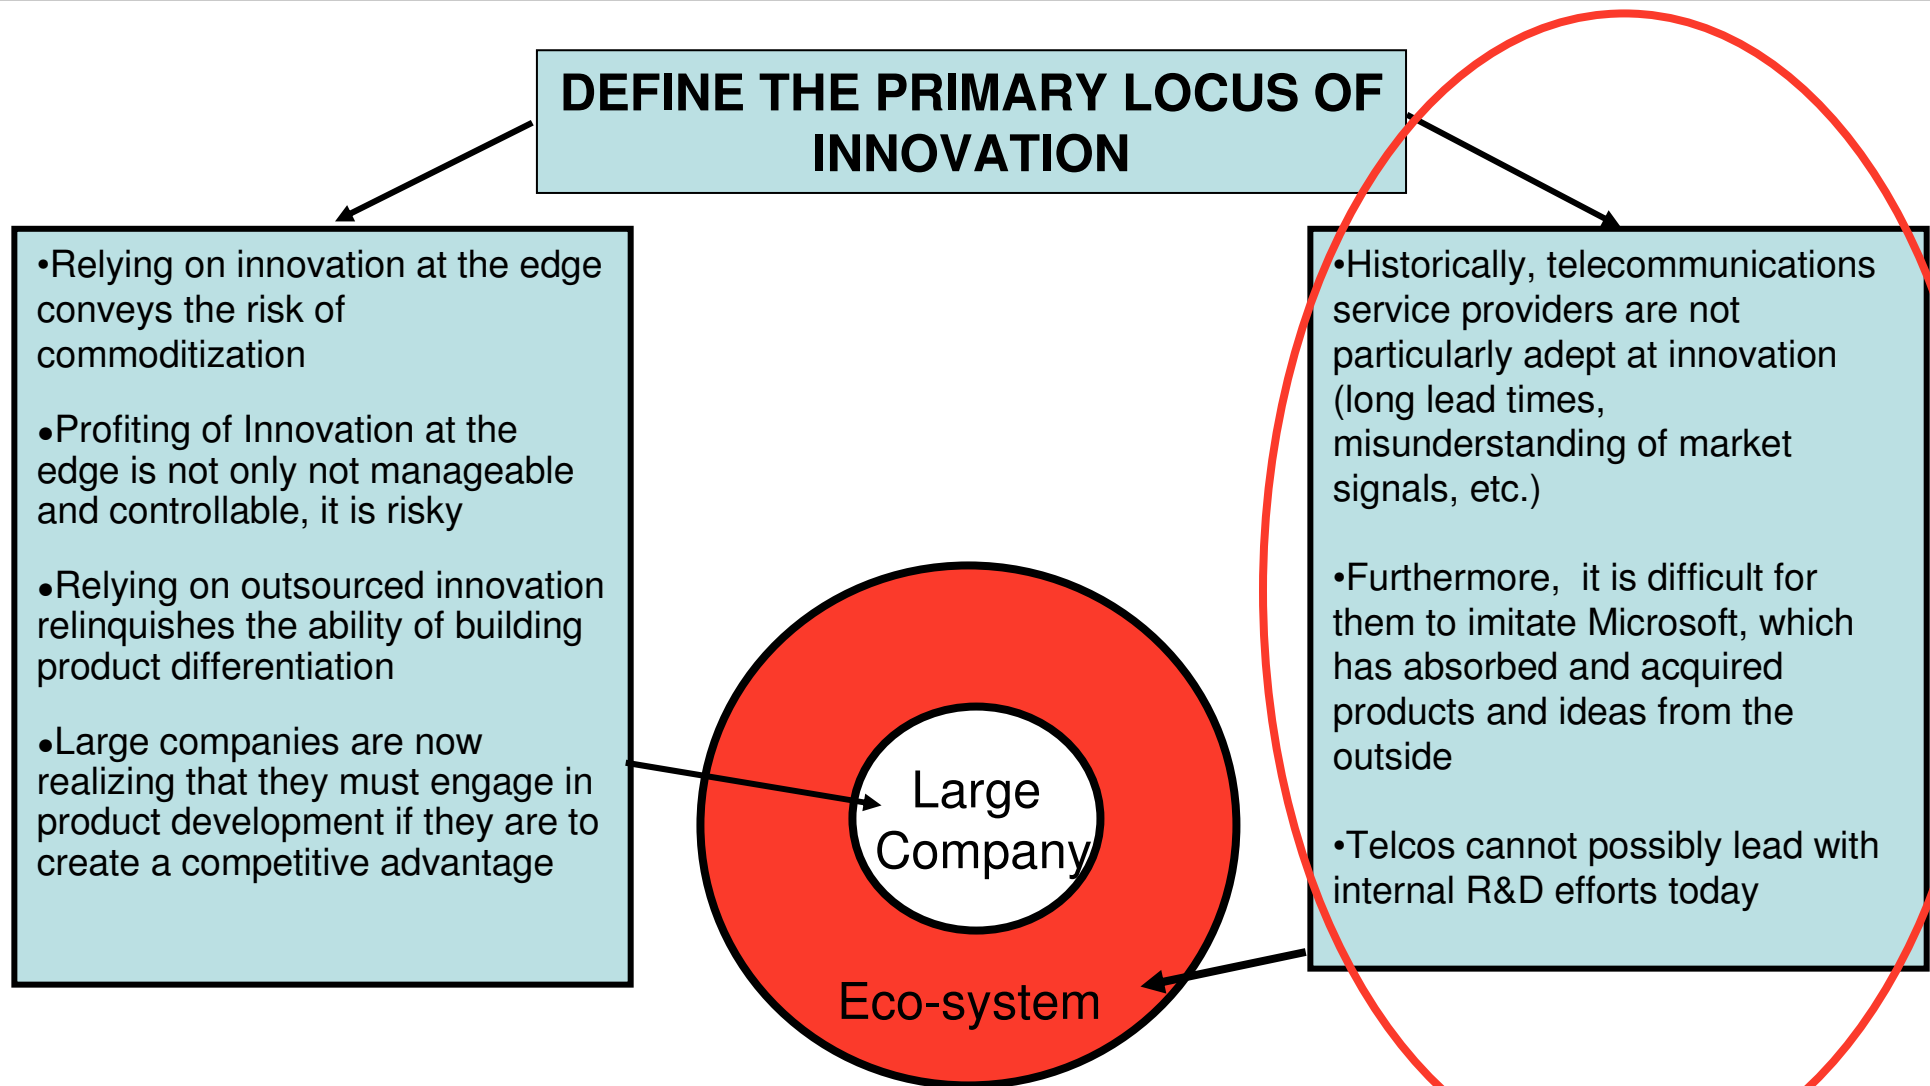 DEFINE THE PRIMARY LOCUS OF
INNOVATION
•Relying on innovation at the edge
conveys the risk of
commoditization
•Profiting of Innovation at the
edge is not only not manageable
and controllable, it is risky
•Relying on outsourced innovation
relinquishes the ability of building
product differentiation
•Large companies are now
realizing that they must engage in
product development if they are to
create a competitive advantage
•Historically, telecommunications
service providers are not
particularly adept at innovation
(long lead times,
misunderstanding of market
signals, etc.)
•Furthermore,  it is difficult for
them to imitate Microsoft, which
has absorbed and acquired
products and ideas from the
outside
•Telcos cannot possibly lead with
internal R&D efforts today
Large
Company
Eco-system